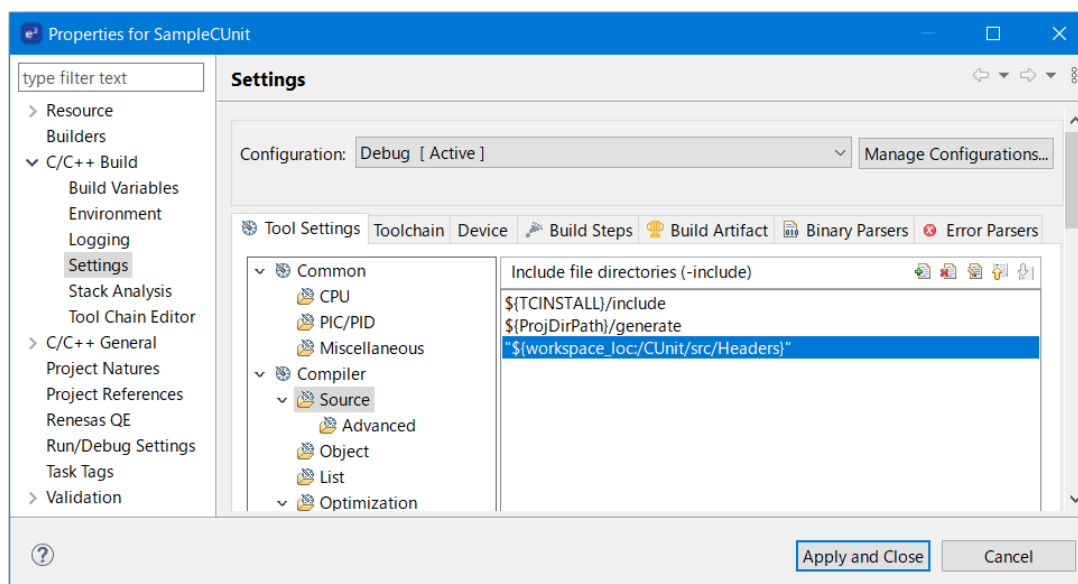 e² Properties for SampleCUnit
type filter text
Resource
Builders
C/C++ Build
Build Variables
Environment
Logging
Settings
Stack Analysis
Tool Chain Editor
C/C++ General
Project Natures
Project References
Renesas QE
Run/Debug Settings
Task Tags
Validation
Settings
Configuration: Debug [ Active ] Manage Configurations...
Tool Settings Toolchain Device Build Steps Build Artifact Binary Parsers Error Parsers
Common
CPU
PIC/PID
Miscellaneous
Compiler
Source
Advanced
Object
List
Optimization
Include file directories (-include)
${TCINSTALL}/include
${ProjDirPath}/generate
"${workspace_loc:/CUnit/src/Headers}"
Apply and Close Cancel